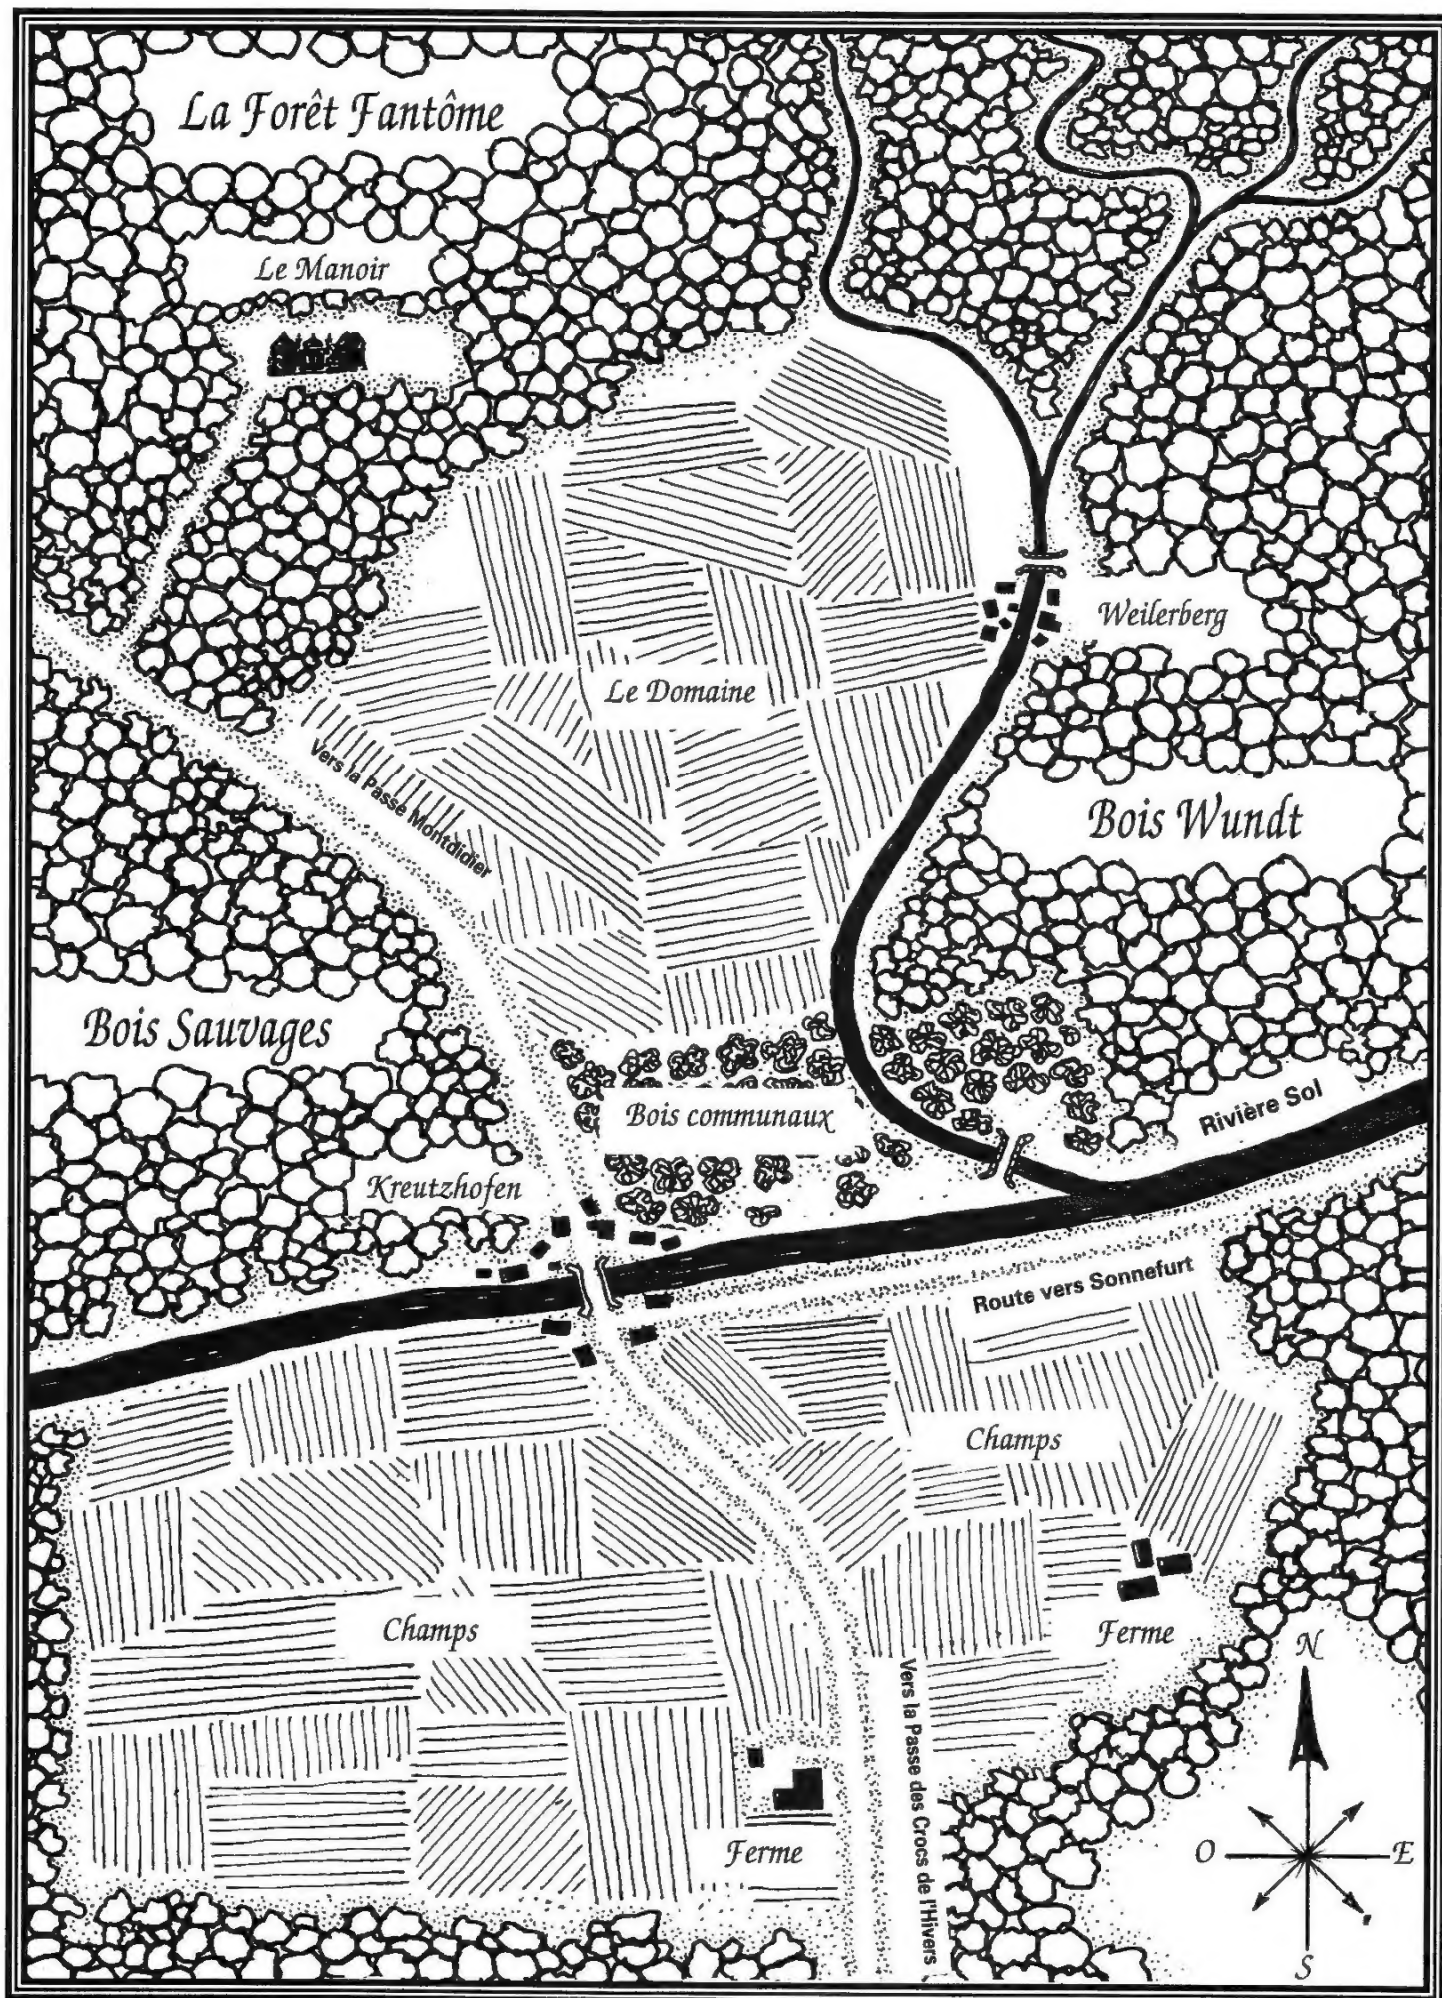 La Forêt Fantôme
Le Manoir
Weilerberg
Le Domaine
Vers la Passe Montdidier
Bois Wundt
Bois Sauvages
Bois communaux
Rivière Sol
Kreutzhofen
Route vers Sonnefurt
Champs
Champs
Ferme
Vers la Passe des Crocs de l'Hivers
Ferme
N
O
E
S